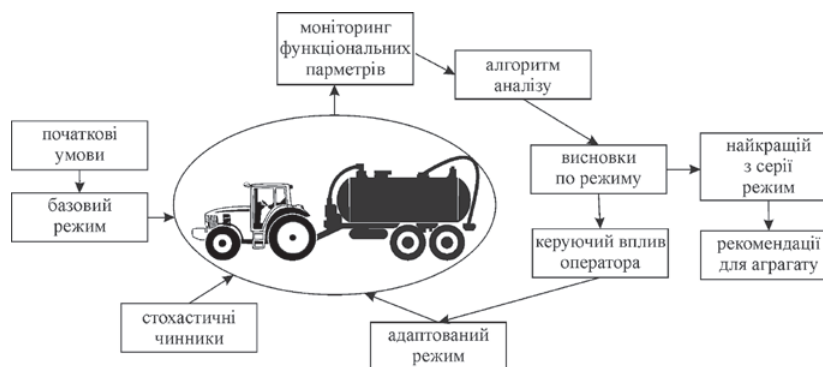 моніторинг
функціональних
парметрів
алгоритм
аналізу
початкові
умови
базовий
режим
висновки
по режиму
найкращій
з серії
режим
керуючий вплив
оператора
рекомендації
для аграгату
стохастичні
чинники
адаптований
режим